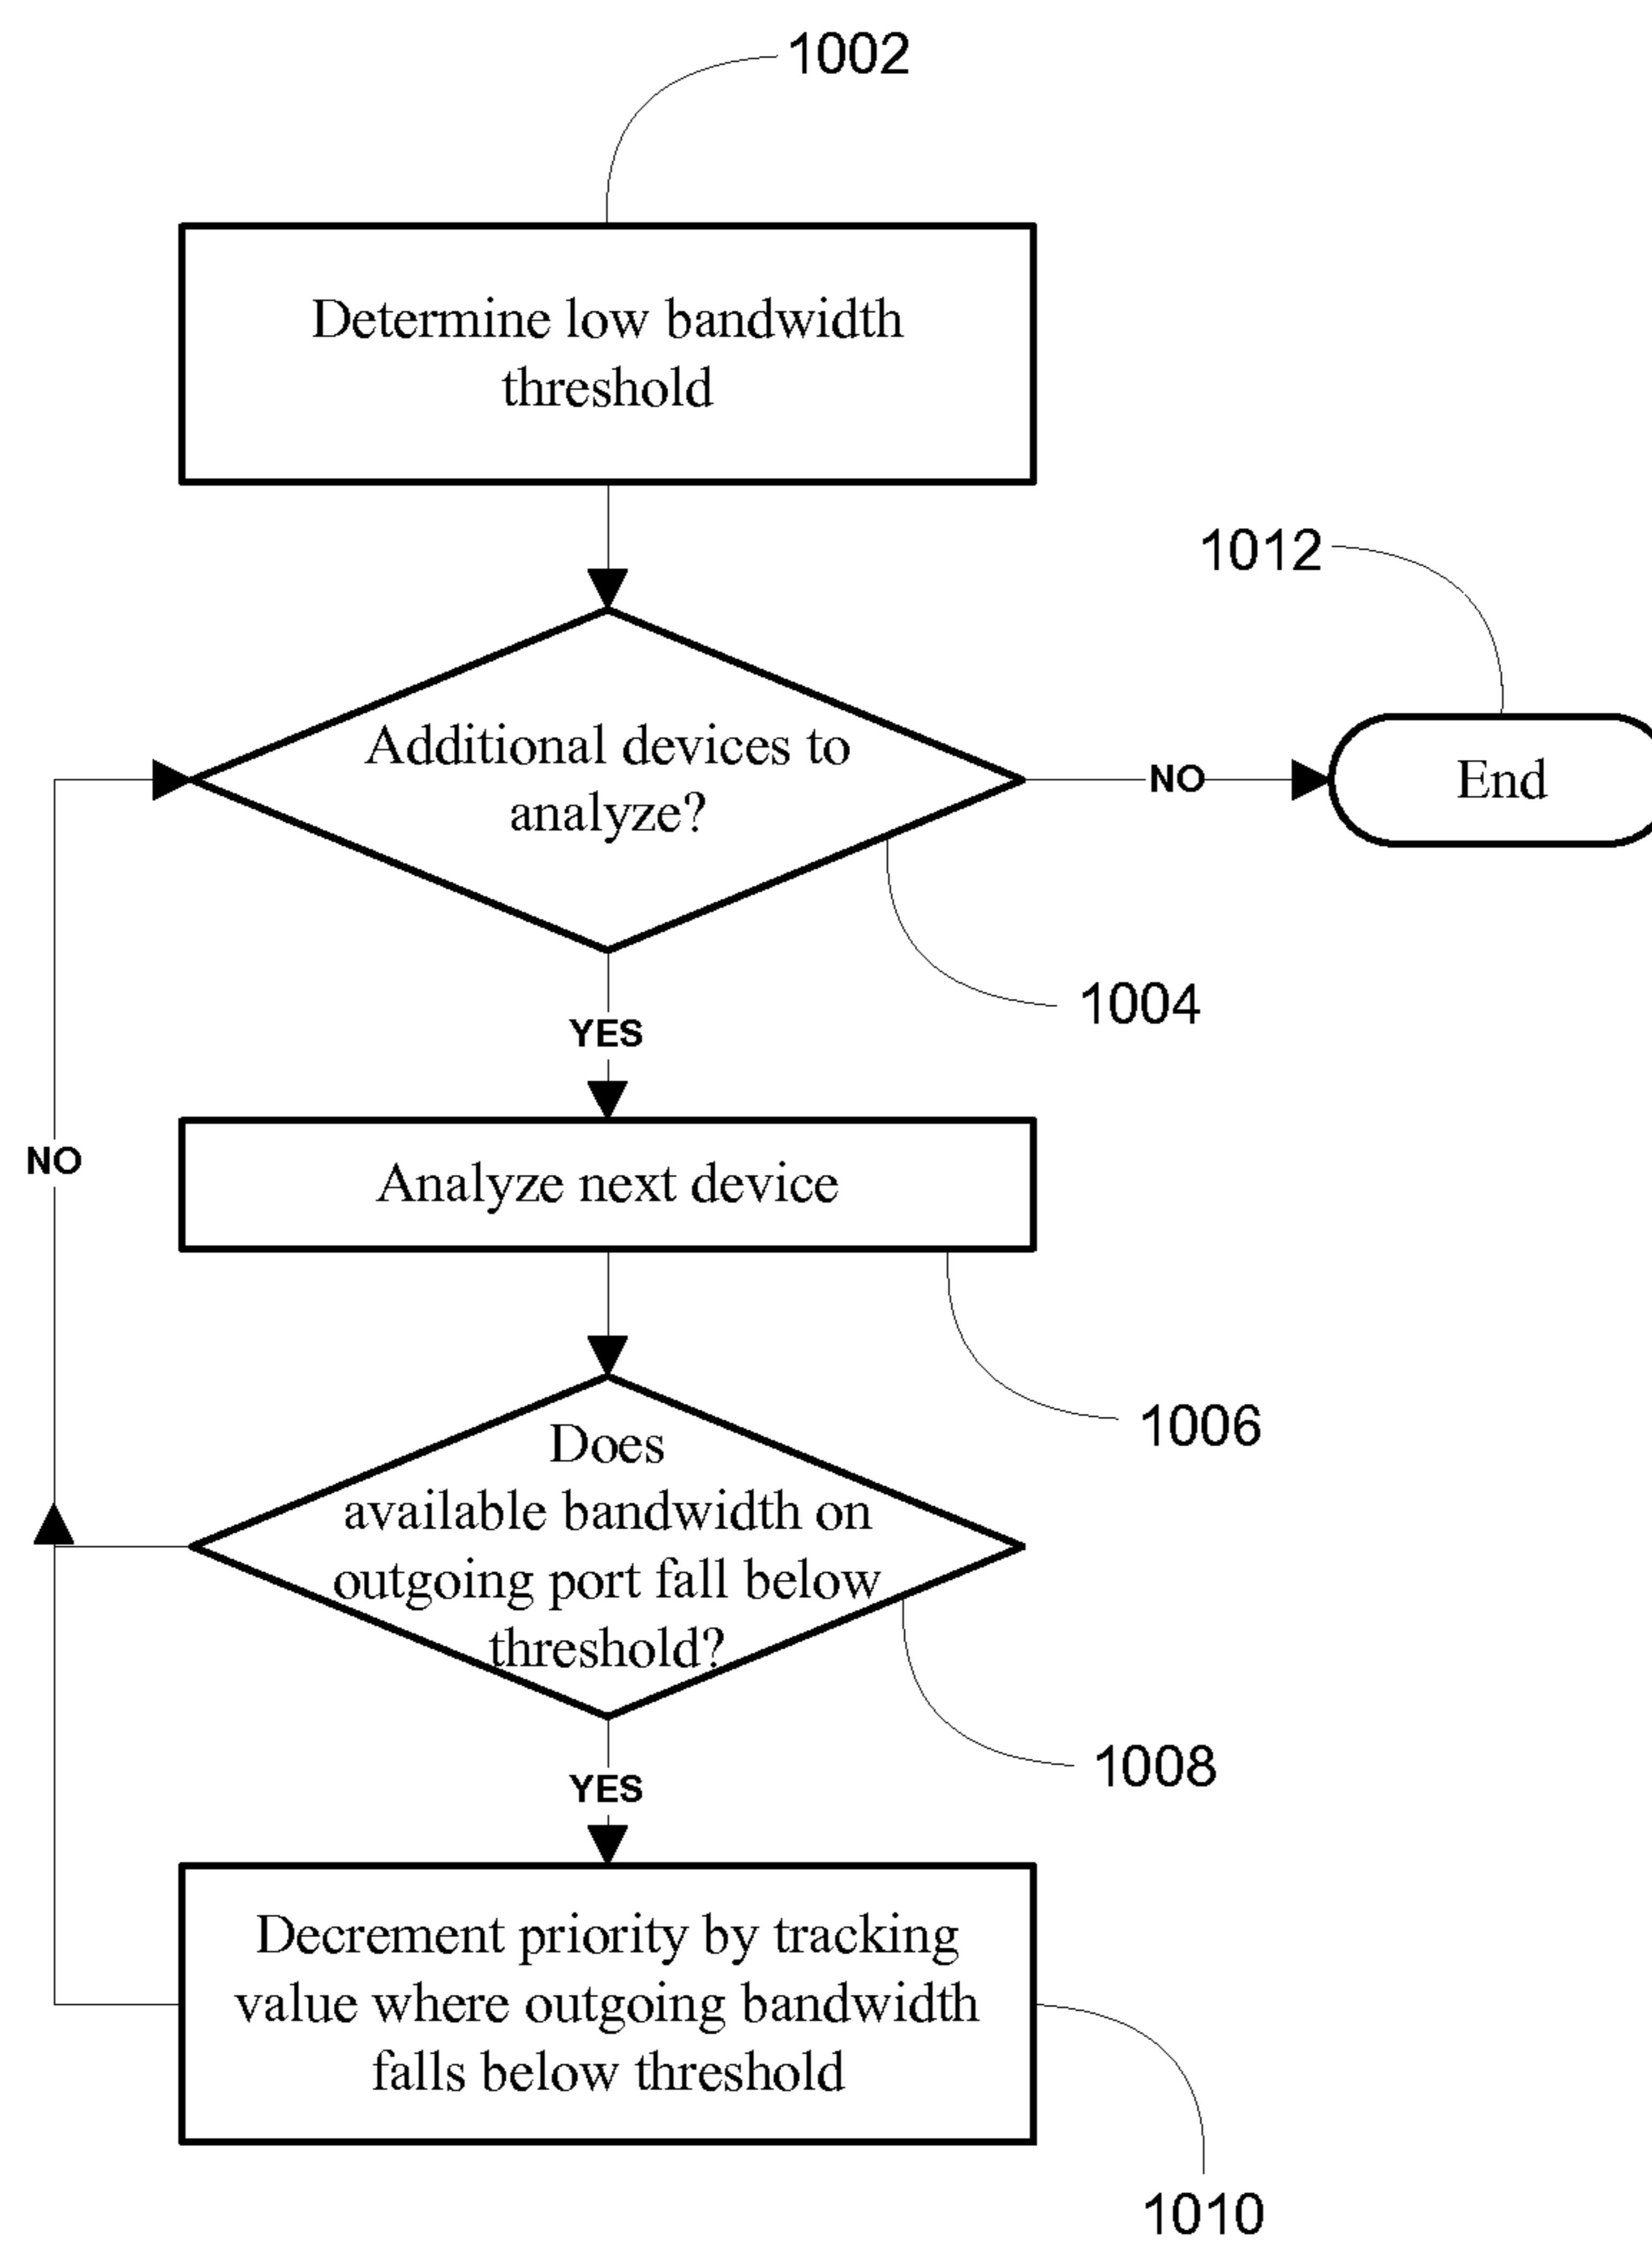 1002
Determine low bandwidth
threshold
1012
Additional devices to
analyze?
NO
End
1004
YES
NO
Analyze next device
1006
Does
available bandwidth on
outgoing port fall below
threshold?
1008
YES
Decrement priority by tracking
value where outgoing bandwidth
falls below threshold
1010